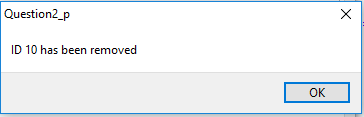 Question2_p
ID 10 has been removed
OK